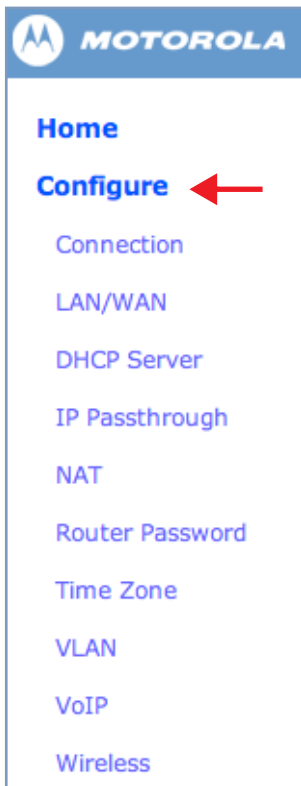 MOTOROLA
Home
Configure
Connection
LAN/WAN
DHCP Server
IP Passthrough
NAT
Router Password
Time Zone
VLAN
VoIP
Wireless